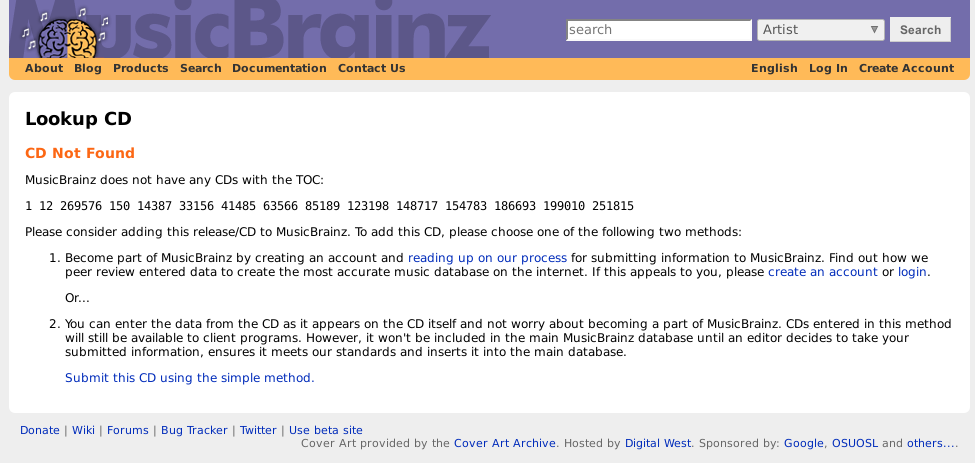 MusicBrainz
search Artist Search
About Blog Products Search Documentation Contact Us English Log In Create Account
Lookup CD
CD Not Found
MusicBrainz does not have any CDs with the TOC:
1 12 269576 150 14387 33156 41485 63566 85189 123198 148717 154783 186693 199010 251815
Please consider adding this release/CD to MusicBrainz. To add this CD, please choose one of the following two methods:
1. Become part of MusicBrainz by creating an account and reading up on our process for submitting information to MusicBrainz. Find out how we
peer review entered data to create the most accurate music database on the internet. If this appeals to you, please create an account or login.
Or...
2. You can enter the data from the CD as it appears on the CD itself and not worry about becoming a part of MusicBrainz. CDs entered in this method
will still be available to client programs. However, it won't be included in the main MusicBrainz database until an editor decides to take your
submitted information, ensures it meets our standards and inserts it into the main database.
Submit this CD using the simple method.
Donate | Wiki | Forums | Bug Tracker | Twitter | Use beta site
Cover Art provided by the Cover Art Archive. Hosted by Digital West. Sponsored by: Google, OSUOSL and others....